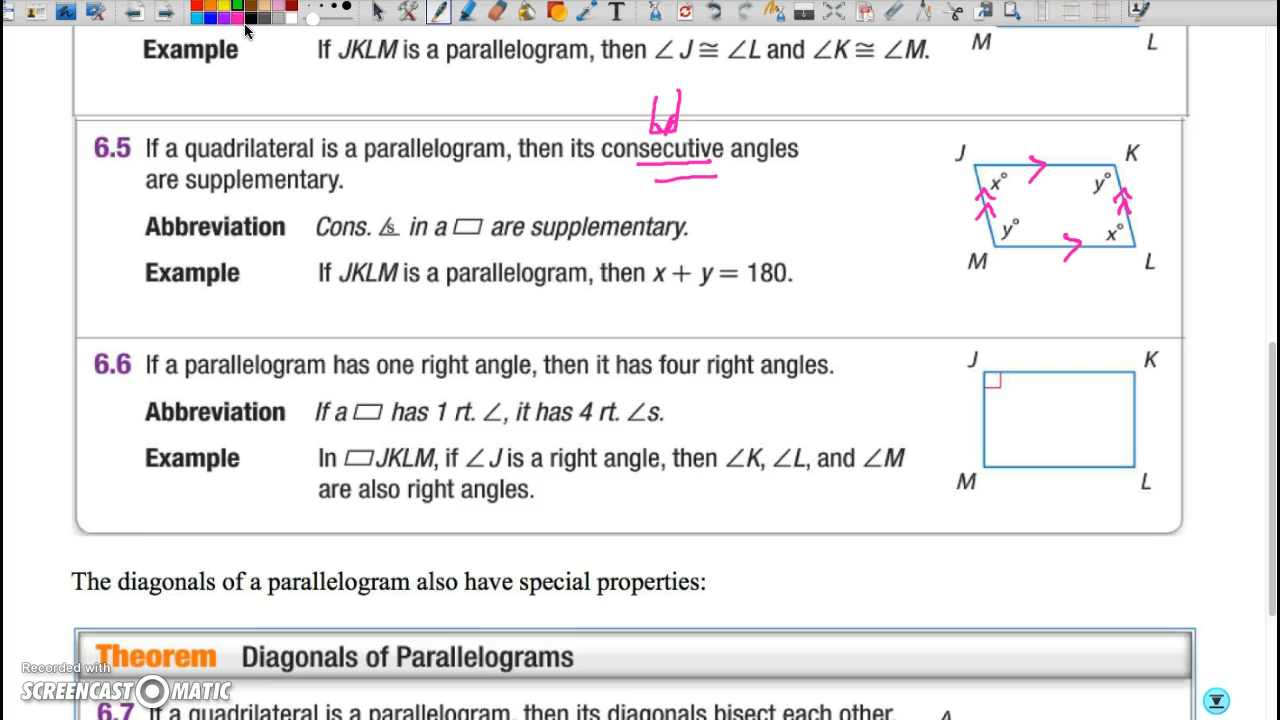 Example If JKLM is a parallelogram, then ∠J ≅ ∠L and ∠K ≅ ∠M.
M L
6.5 If a quadrilateral is a parallelogram, then its consecutive angles
are supplementary.
Abbreviation Cons. ∠s in a ▱ are supplementary.
Example If JKLM is a parallelogram, then x + y = 180.
J K
x° y°
y° x°
M L
6.6 If a parallelogram has one right angle, then it has four right angles.
Abbreviation If a ▱ has 1 rt. ∠, it has 4 rt. ∠s.
Example In ▱JKLM, if ∠J is a right angle, then ∠K, ∠L, and ∠M
are also right angles.
J K
M L
The diagonals of a parallelogram also have special properties:
Theorem Diagonals of Parallelograms
Recorded with
SCREENCAST-O-MATIC
6.7 If a quadrilateral is a parallelogram, then its diagonals bisect each other.